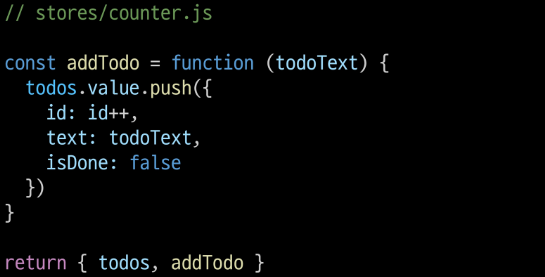 // stores/counter.js

const addTodo = function (todoText) {
  todos.value.push({
    id: id++,
    text: todoText,
    isDone: false
  })
}

return { todos, addTodo }